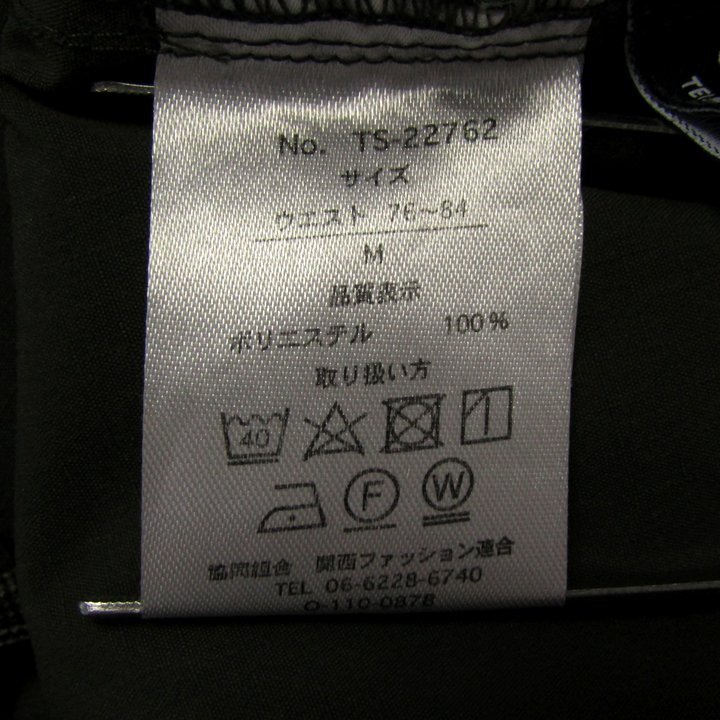 No. TS-22762
サイズ
ウエスト 76~84
M
品質表示
ポリエステル 100%
取り扱い方
40
F
W
協同組合 関西ファッション連合
TEL 06-6228-6740
O-110-0878